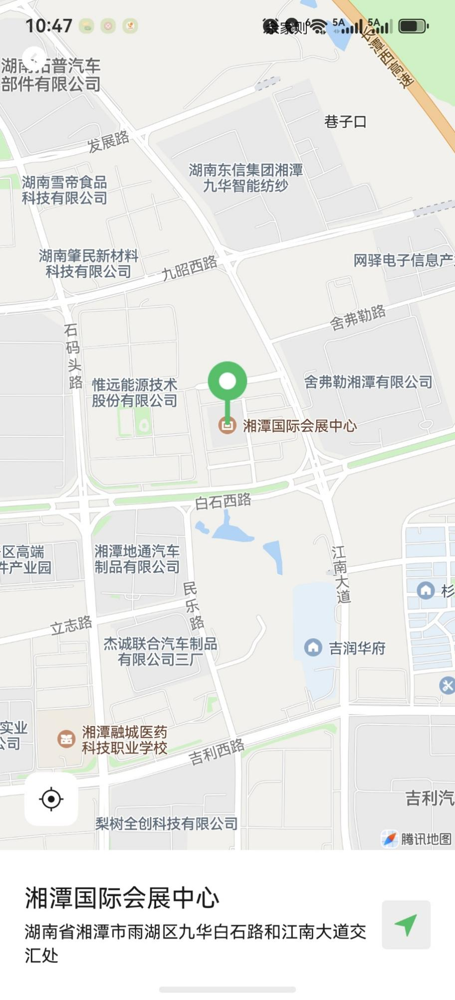 10:47
6
5A
5A
长潭西高速
湖南拓普汽车
部件有限公司
巷子口
发展路
湖南东信集团湘潭
九华智能纺纱
湖南雪帝食品
科技有限公司
湖南肇民新材料
科技有限公司
九昭西路
网驿电子信息产
舍弗勒路
石码头路
惟远能源技术
股份有限公司
舍弗勒湘潭有限公司
湘潭国际会展中心
白石西路
区高端
件产业园
湘潭地通汽车
制品有限公司
江南大道
民乐路
杉
立志路
杰诚联合汽车制品
有限公司三厂
吉润华府
实业
公司
湘潭融城医药
科技职业学校
吉利西路
吉利汽
梨树全创科技有限公司
腾讯地图
湘潭国际会展中心
湖南省湘潭市雨湖区九华白石路和江南大道交
汇处